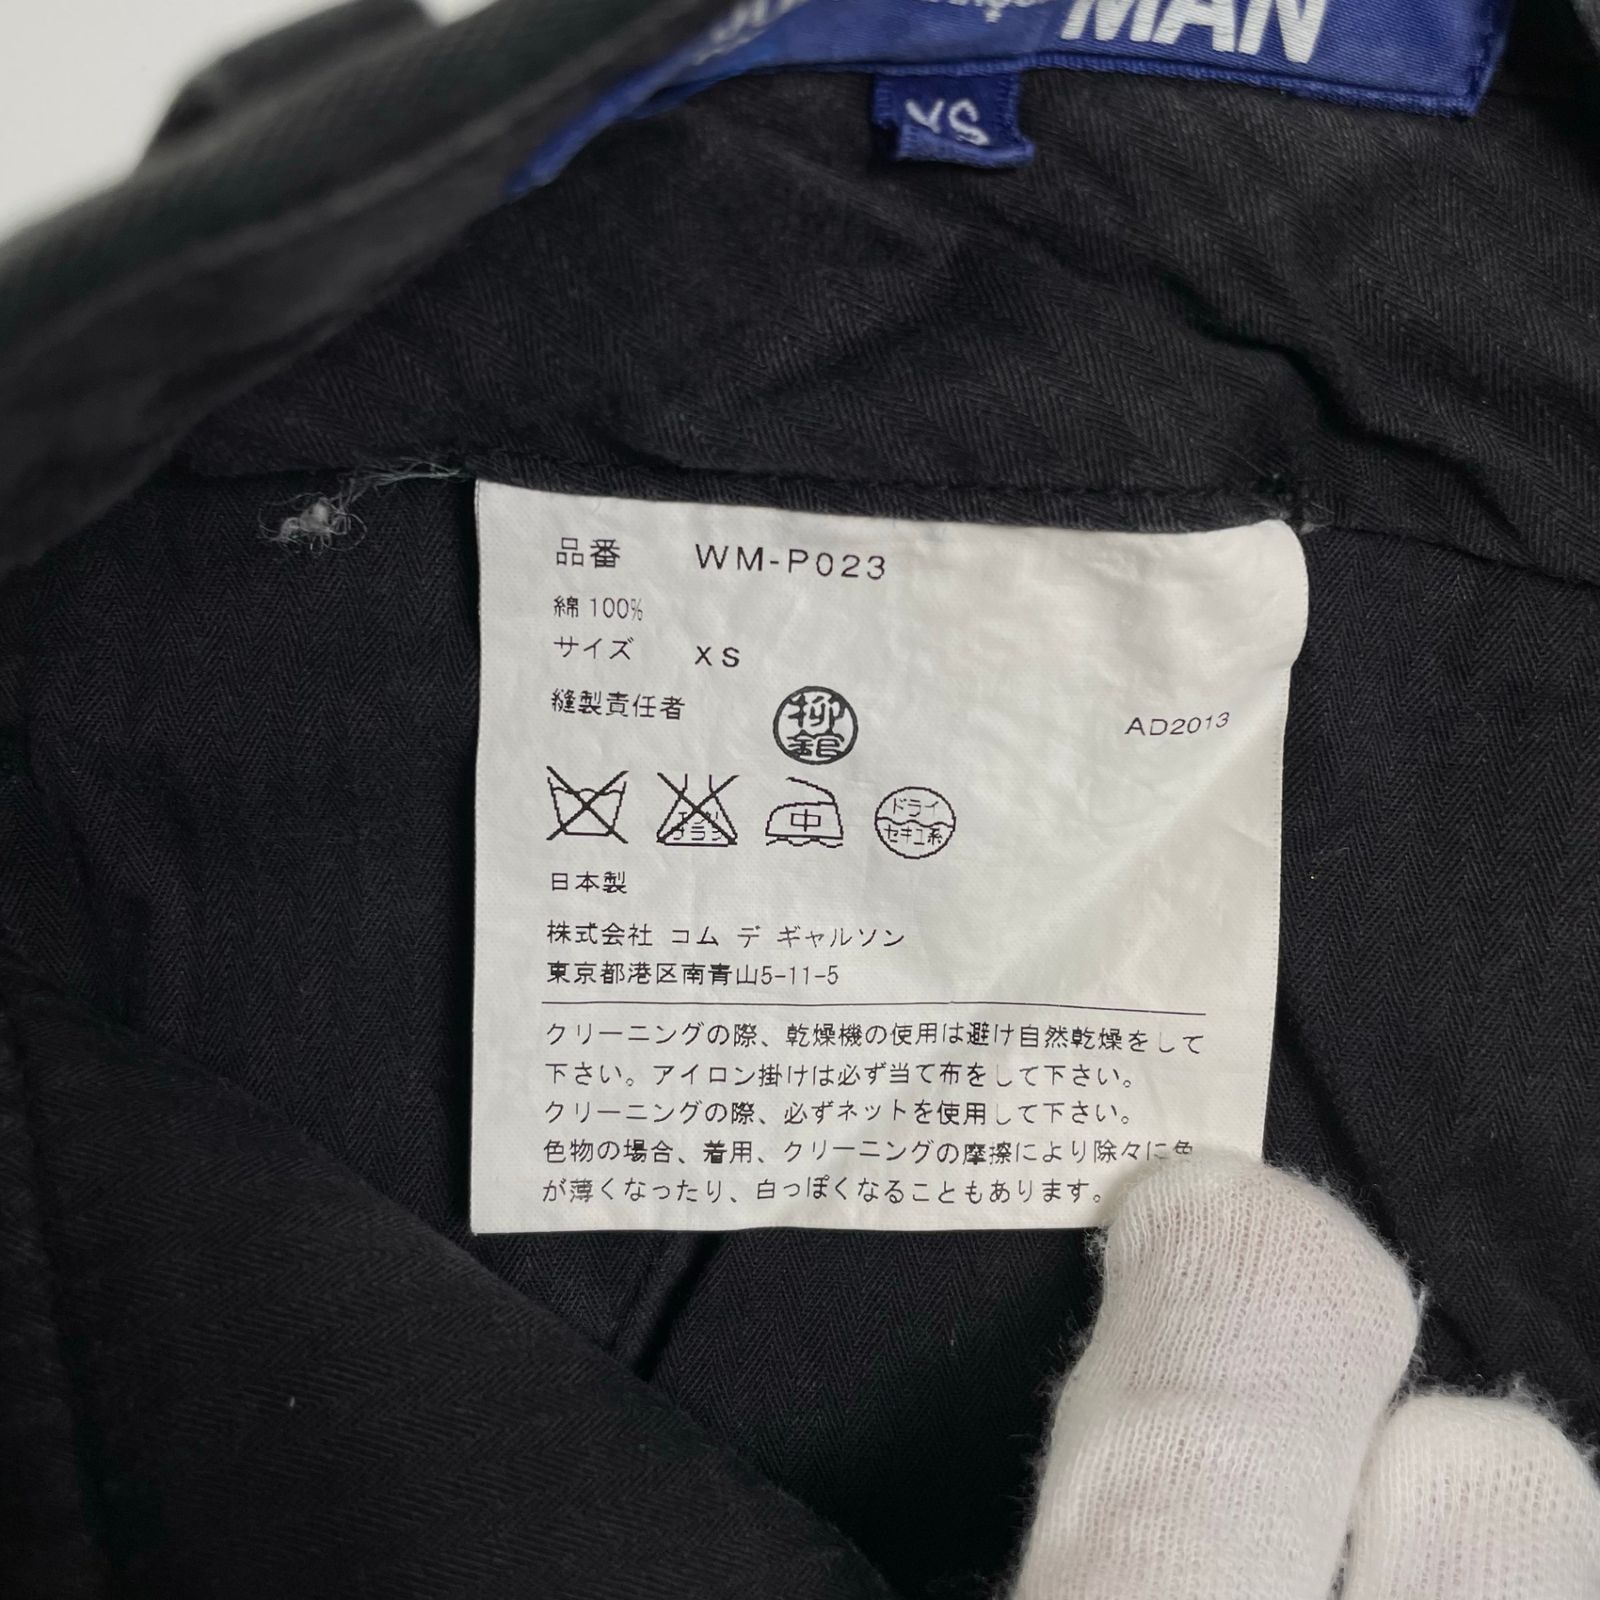 MAN
XS
品番 WM-P023
綿 100%
サイズ XS
縫製責任者 柳舘 AD2013
中 ドライ
セキユ系
日本製
株式会社 コム デ ギャルソン
東京都港区南青山5-11-5
クリーニングの際、乾燥機の使用は避け自然乾燥をして
下さい。アイロン掛けは必ず当て布をして下さい。
クリーニングの際、必ずネットを使用して下さい。
色物の場合、着用、クリーニングの摩擦により除々に色
が薄くなったり、白っぽくなることもあります。